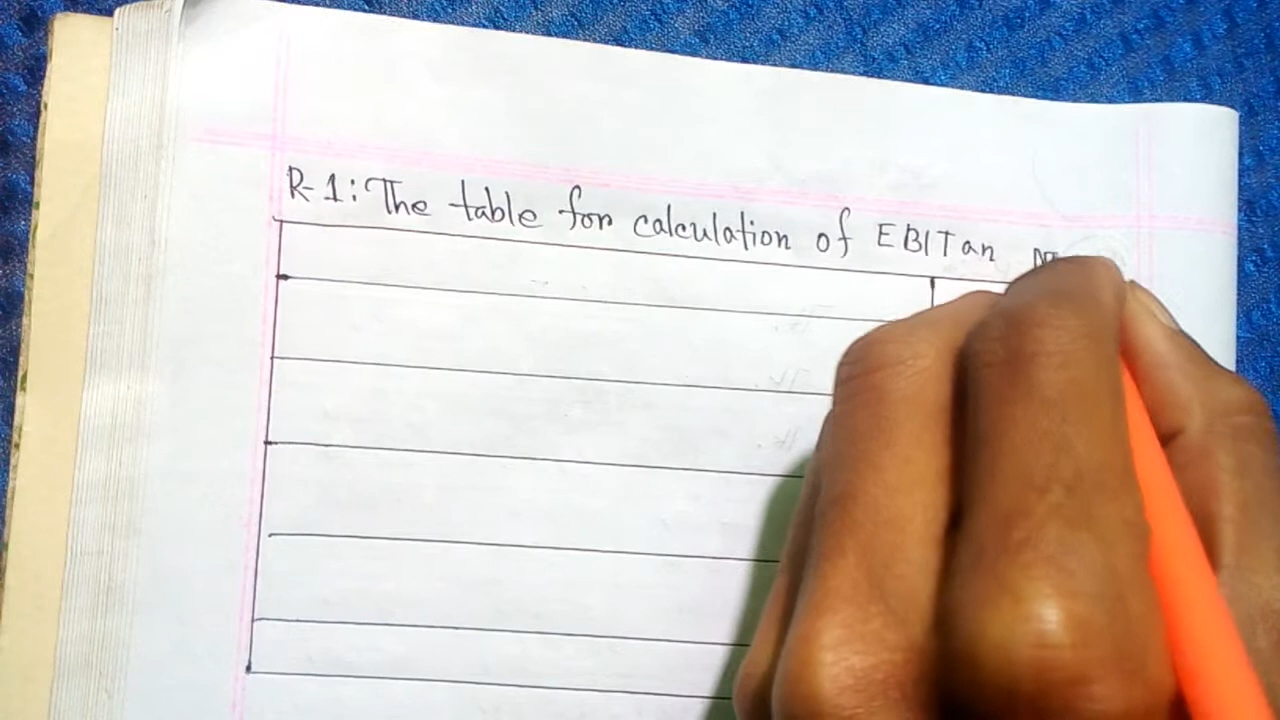 R-1: The table for calculation of EBIT an